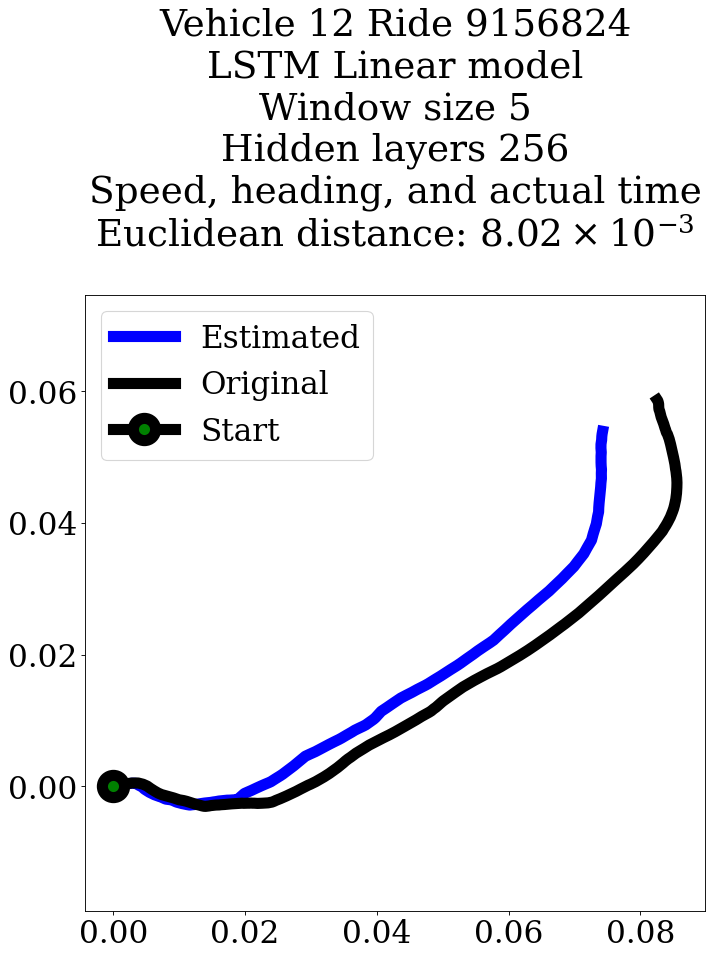 Vehicle 12 Ride 9156824
LSTM Linear model
Window size 5
Hidden layers 256
Speed, heading, and actual time
Euclidean distance: 8.02 × 10⁻³
Estimated
Original
Start
0.06
0.04
0.02
0.00
0.00 0.02 0.04 0.06 0.08